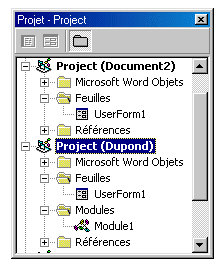 Projet - Project
Project (Document2)
Microsoft Word Objets
Feuilles
UserForm1
Références
Project (Dupond)
Microsoft Word Objets
Feuilles
UserForm1
Modules
Module1
Références